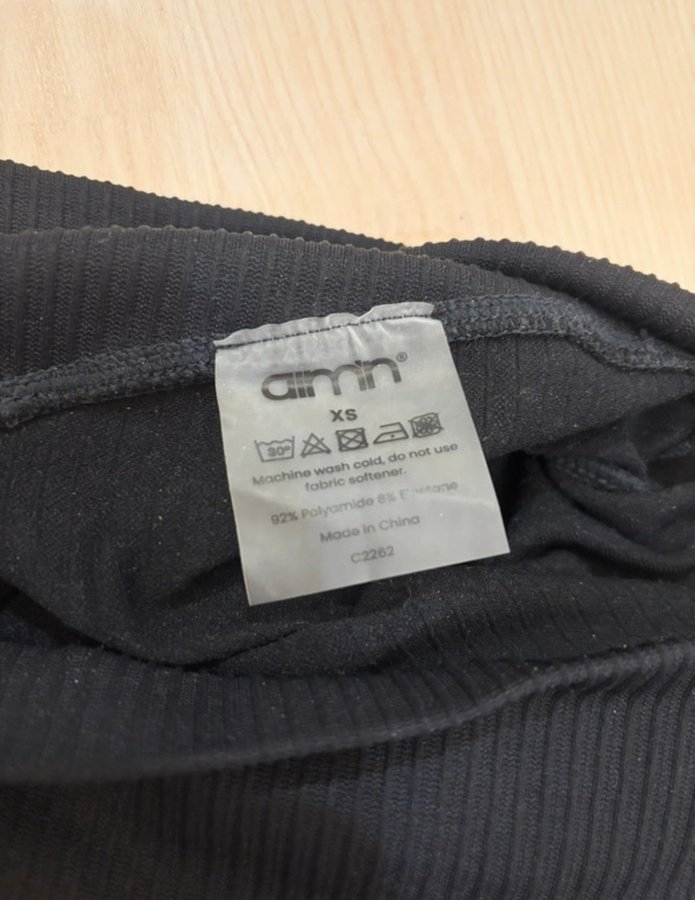 aim'n®
XS
30°
Machine wash cold, do not use
fabric softener.
92% Polyamide 8% Elastane
Made in China
C2262